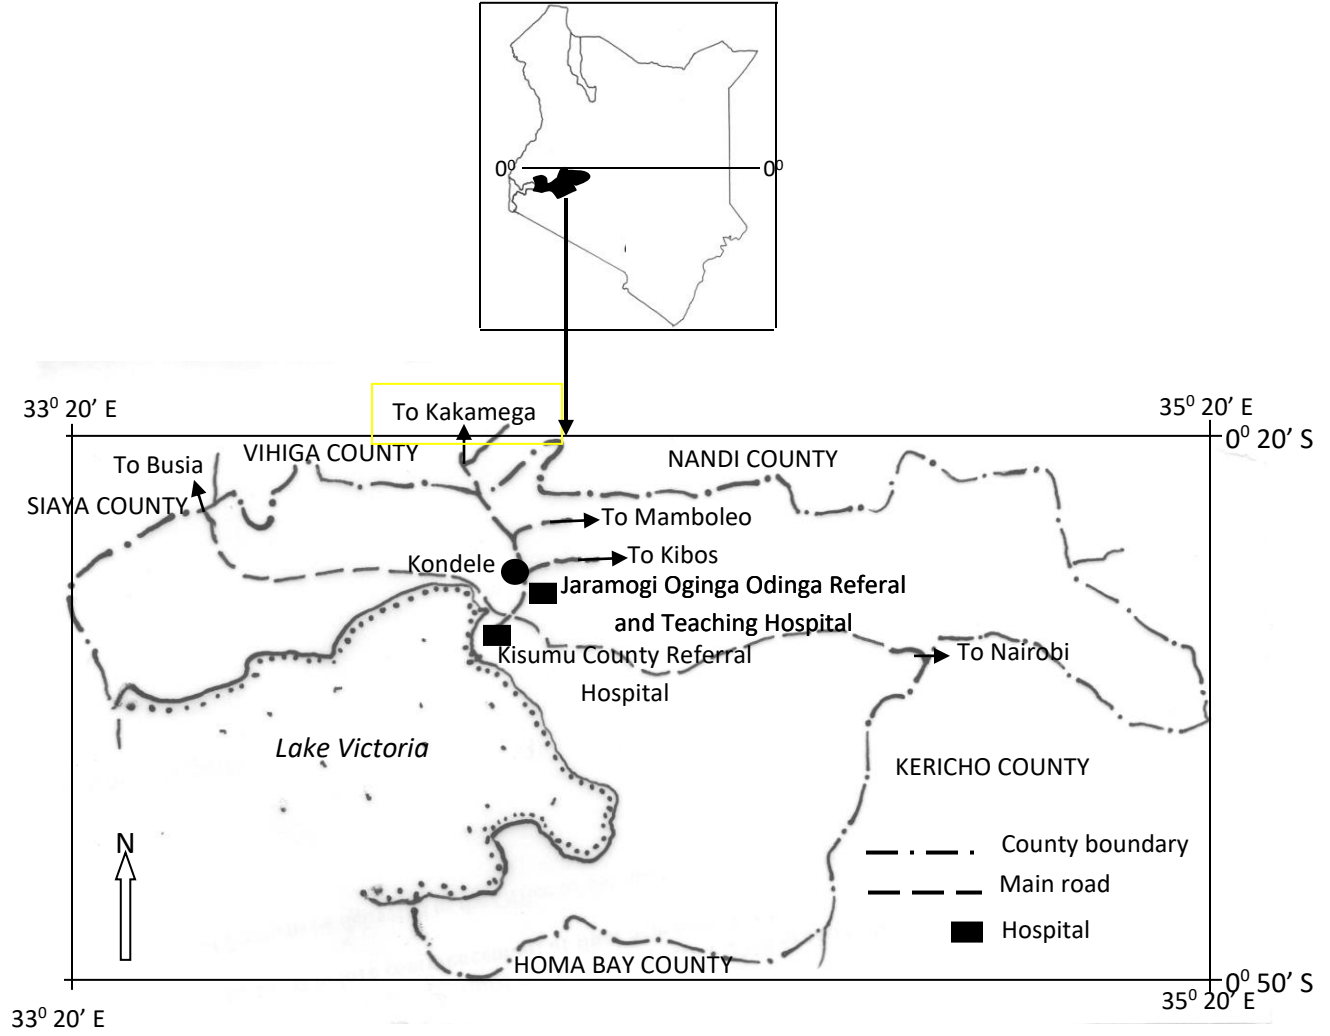 0⁰ 0⁰
To Kakamega
33⁰ 20’ E 35⁰ 20’ E
0⁰ 20’ S
VIHIGA COUNTY NANDI COUNTY
To Busia
SIAYA COUNTY
To Mamboleo
To Kibos
Kondele
Jaramogi Oginga Odinga Referal
and Teaching Hospital
Kisumu County Referral
Hospital
To Nairobi
Lake Victoria
KERICHO COUNTY
N
County boundary
Main road
Hospital
HOMA BAY COUNTY
0⁰ 50’ S
33⁰ 20’ E 35⁰ 20’ E